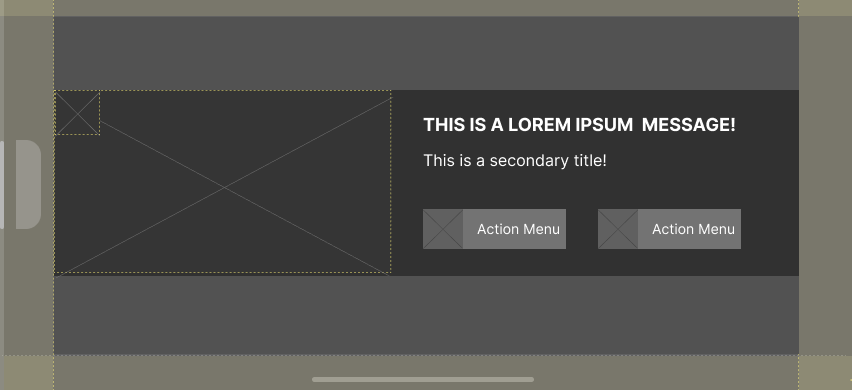 THIS IS A LOREM IPSUM  MESSAGE!
This is a secondary title!
Action Menu
Action Menu